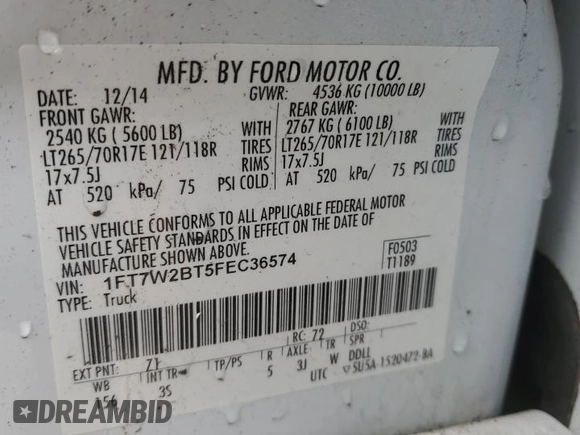 MFD. BY FORD MOTOR CO.
DATE: 12/14 GVWR: 4536 KG (10000 LB)
FRONT GAWR: REAR GAWR:
2540 KG ( 5600 LB) WITH 2767 KG ( 6100 LB) WITH
LT265/70R17E 121/118R TIRES LT265/70R17E 121/118R TIRES
17x7.5J RIMS 17x7.5J RIMS
AT 520 kPa/ 75 PSI COLD AT 520 kPa/ 75 PSI COLD
THIS VEHICLE CONFORMS TO ALL APPLICABLE FEDERAL MOTOR
VEHICLE SAFETY STANDARDS IN EFFECT ON THE DATE OF
MANUFACTURE SHOWN ABOVE.
VIN: 1FT7W2BT5FEC36574 F0503
TYPE: Truck T1189
EXT PNT: Z1 RC: 72 DSO:
WB INT TR TP/PS R AXLE TR SPR
156 3S 5 3J W DDLL
UTC 5U5A-1520472-BA
DREAMBID